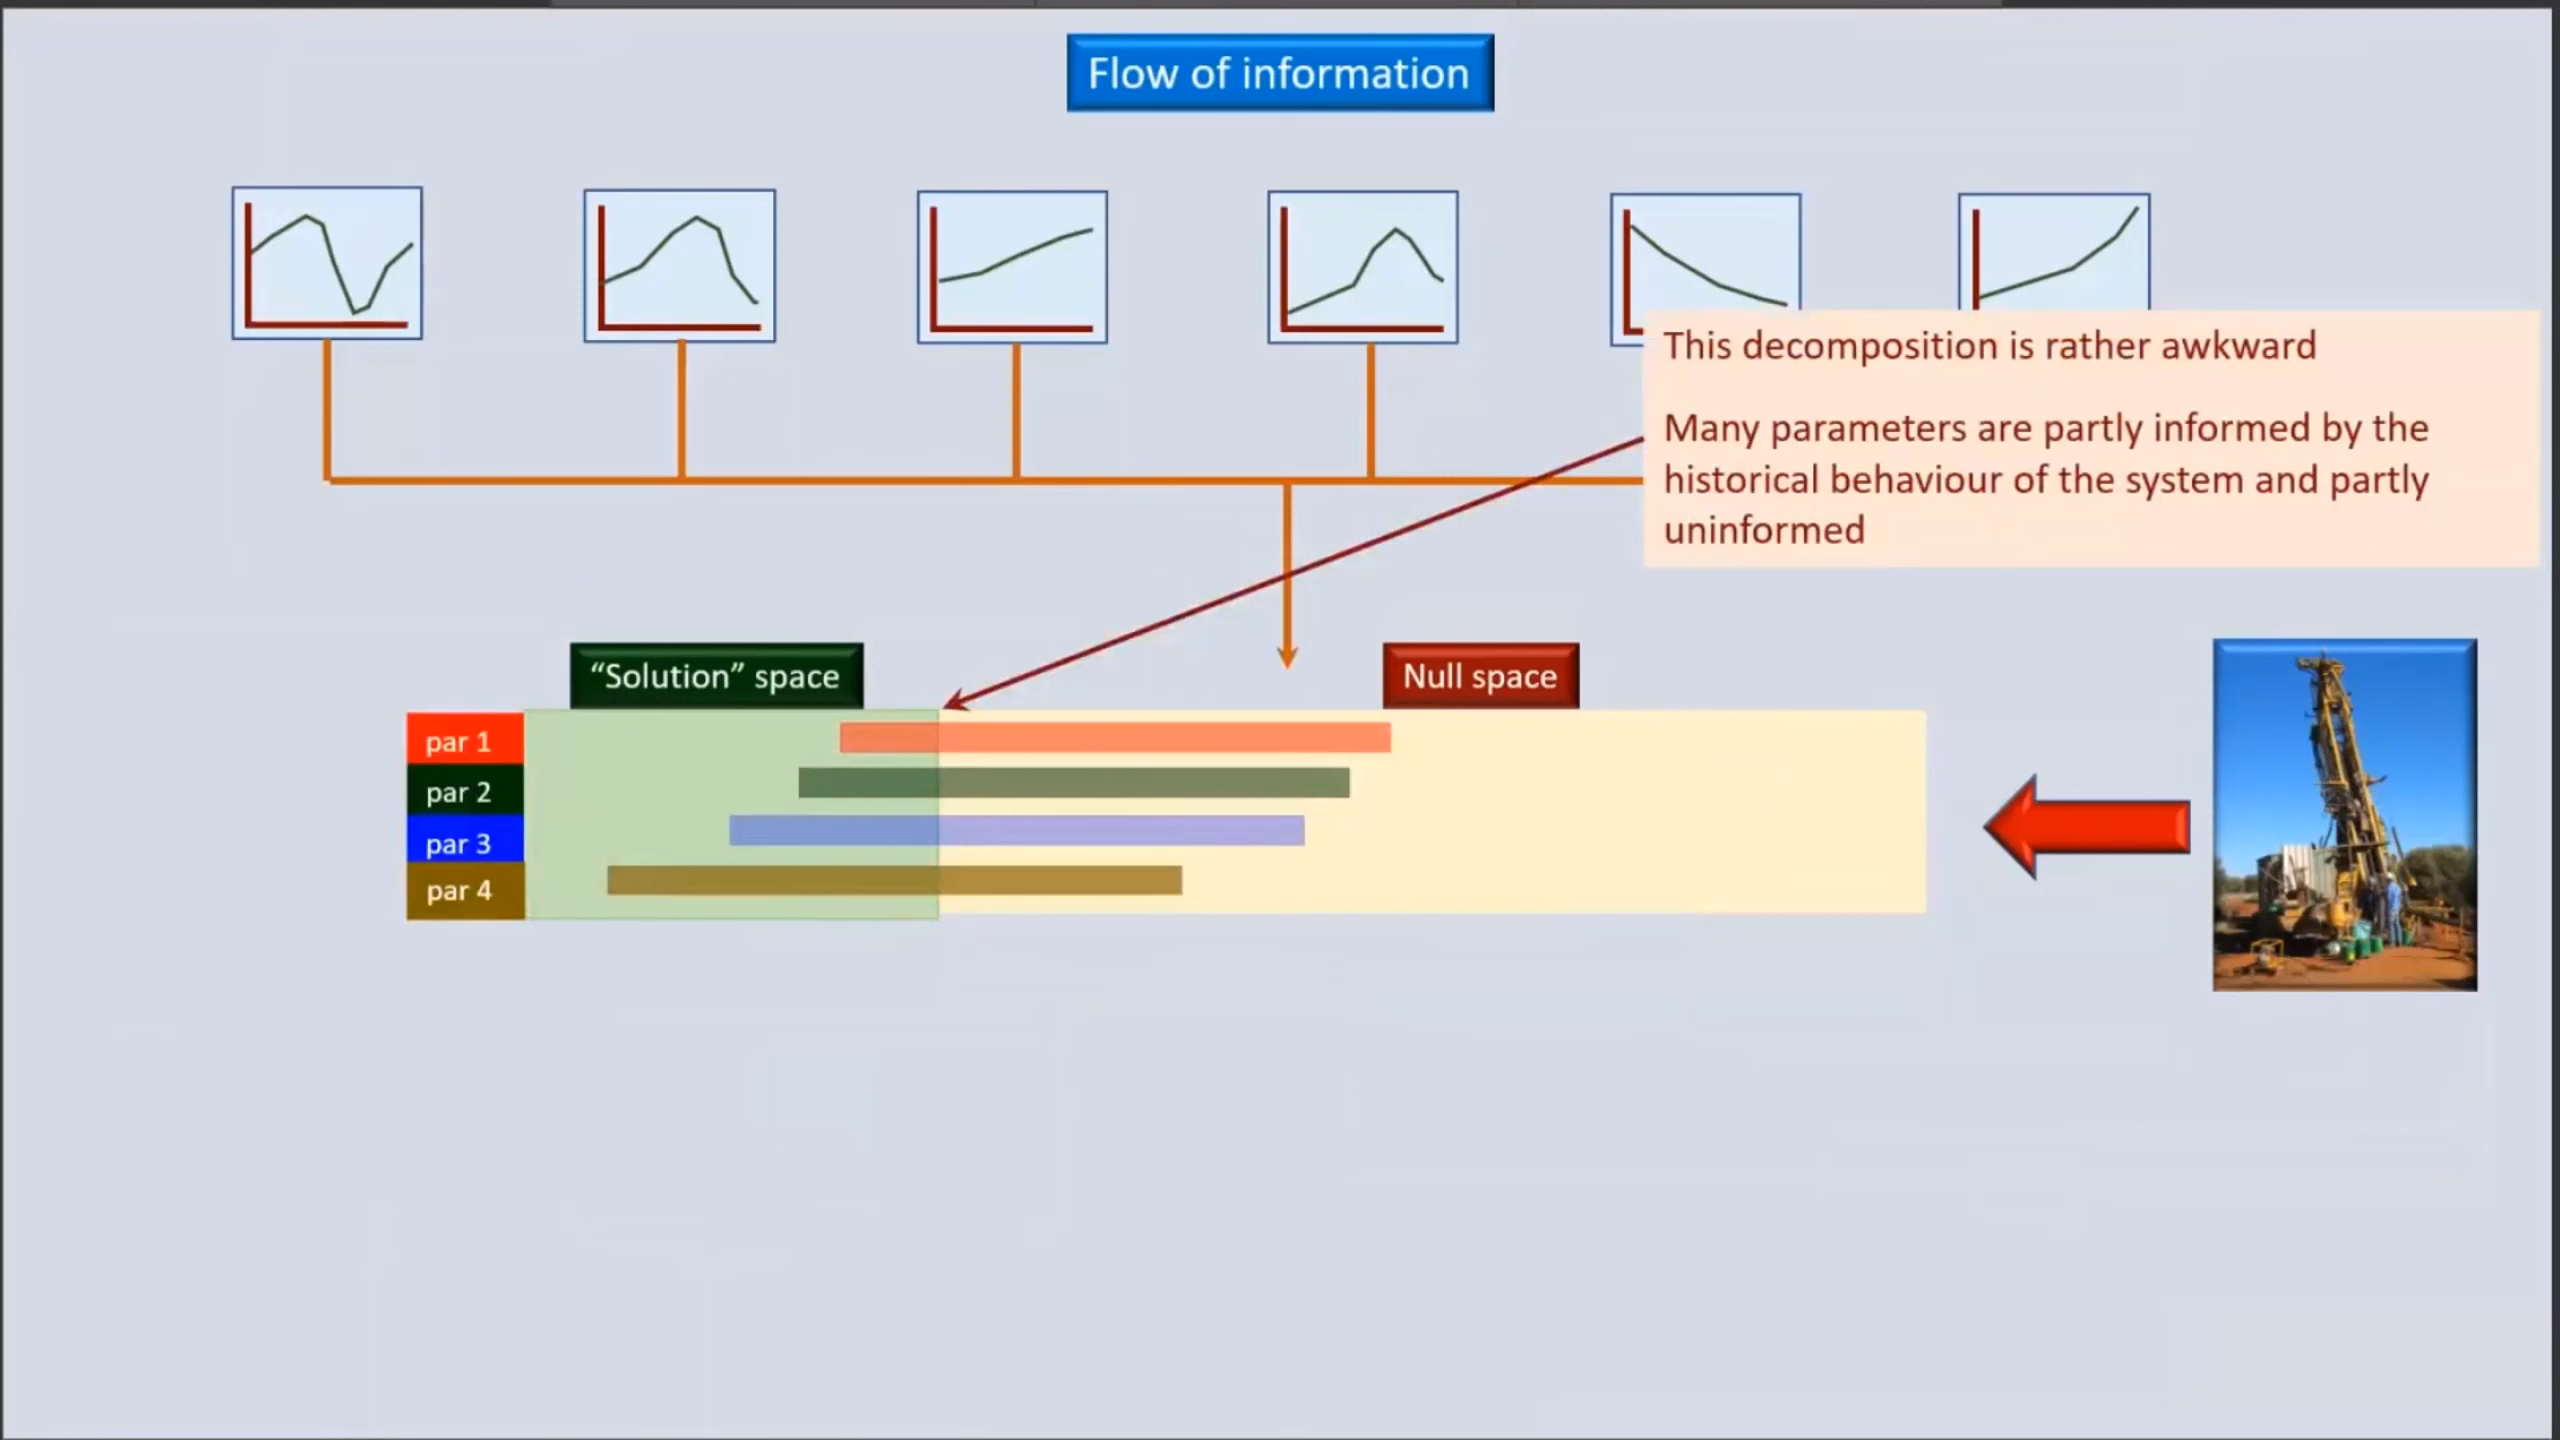 Flow of information
This decomposition is rather awkward
Many parameters are partly informed by the
historical behaviour of the system and partly
uninformed
“Solution” space
Null space
par 1
par 2
par 3
par 4